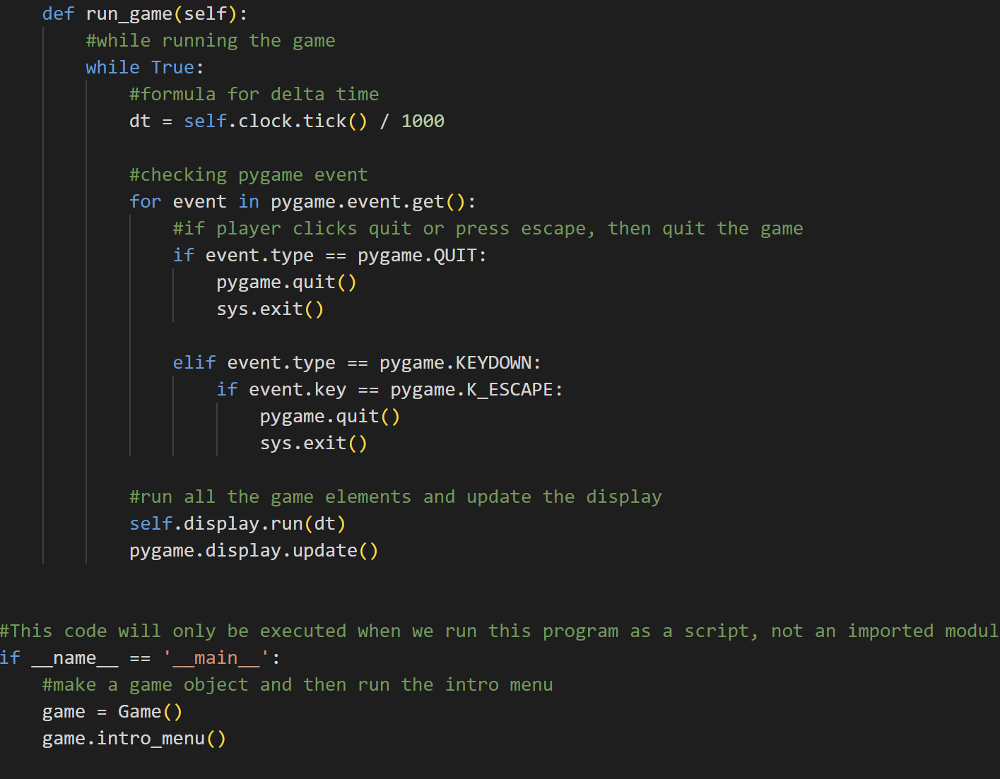 def run_game(self):
#while running the game
while True:
#formula for delta time
dt = self.clock.tick() / 1000
#checking pygame event
for event in pygame.event.get():
#if player clicks quit or press escape, then quit the game
if event.type == pygame.QUIT:
pygame.quit()
sys.exit()
elif event.type == pygame.KEYDOWN:
if event.key == pygame.K_ESCAPE:
pygame.quit()
sys.exit()
#run all the game elements and update the display
self.display.run(dt)
pygame.display.update()
#This code will only be executed when we run this program as a script, not an imported modul
if __name__ == '__main__':
#make a game object and then run the intro menu
game = Game()
game.intro_menu()